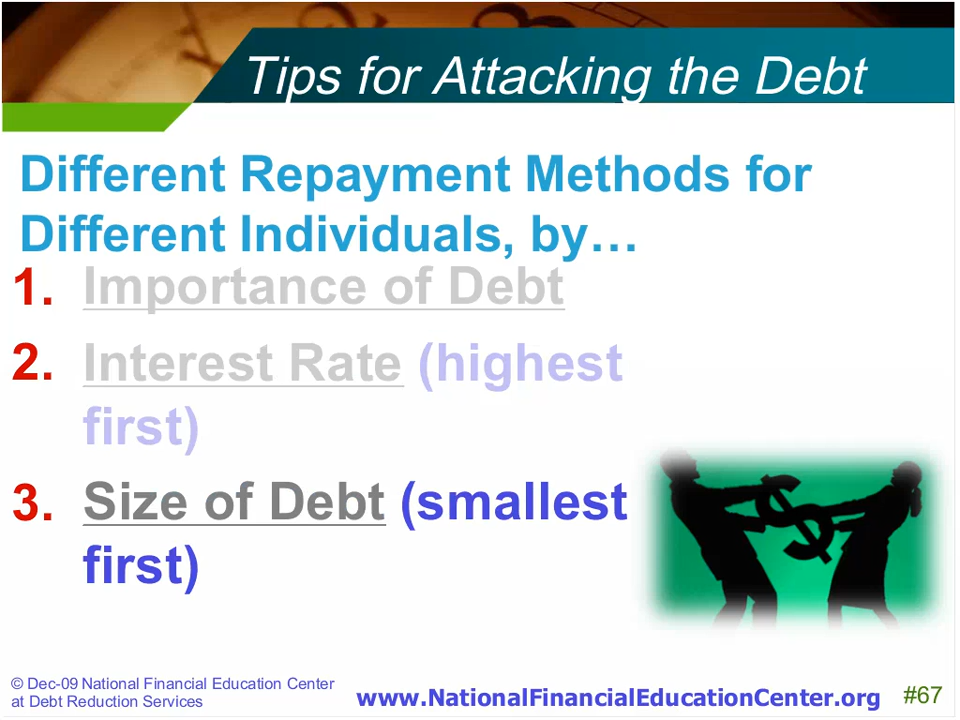 Tips for Attacking the Debt
Different Repayment Methods for
Different Individuals, by…
1. Importance of Debt
2. Interest Rate (highest
first)
3. Size of Debt (smallest
first)
© Dec-09 National Financial Education Center
at Debt Reduction Services
www.NationalFinancialEducationCenter.org
#67